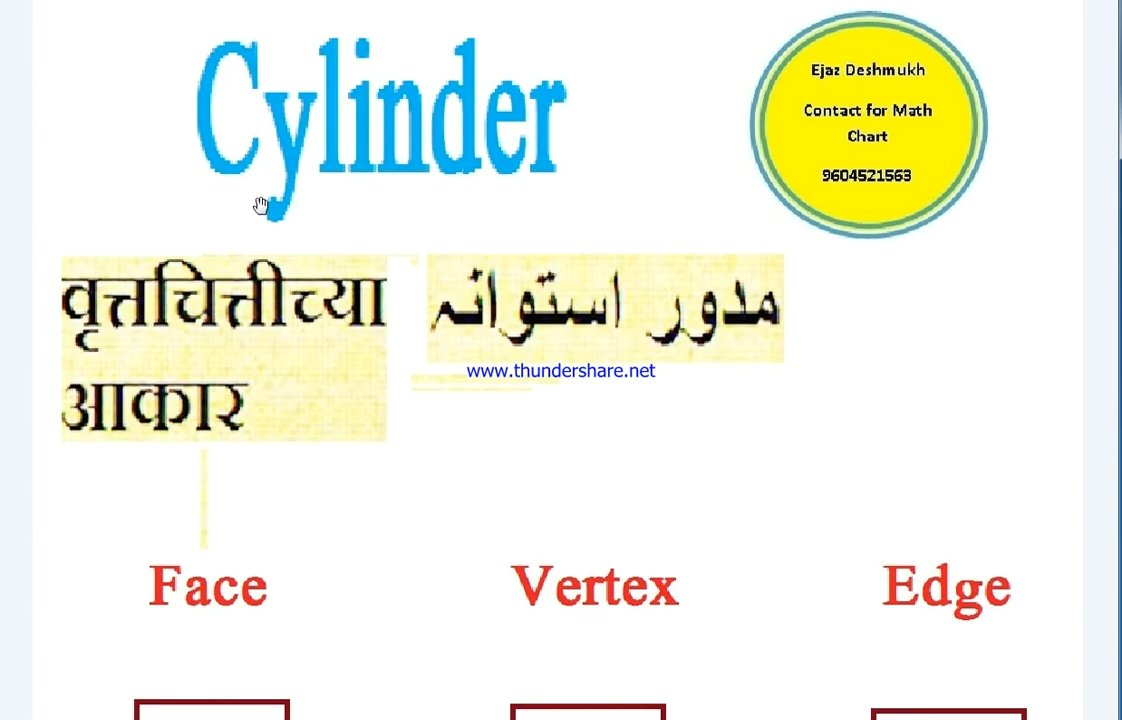 Cylinder
Ejaz Deshmukh
Contact for Math
Chart
9604521563
वृत्तचित्तीच्या
आकार
مدور استوانہ
www.thundershare.net
Face
Vertex
Edge